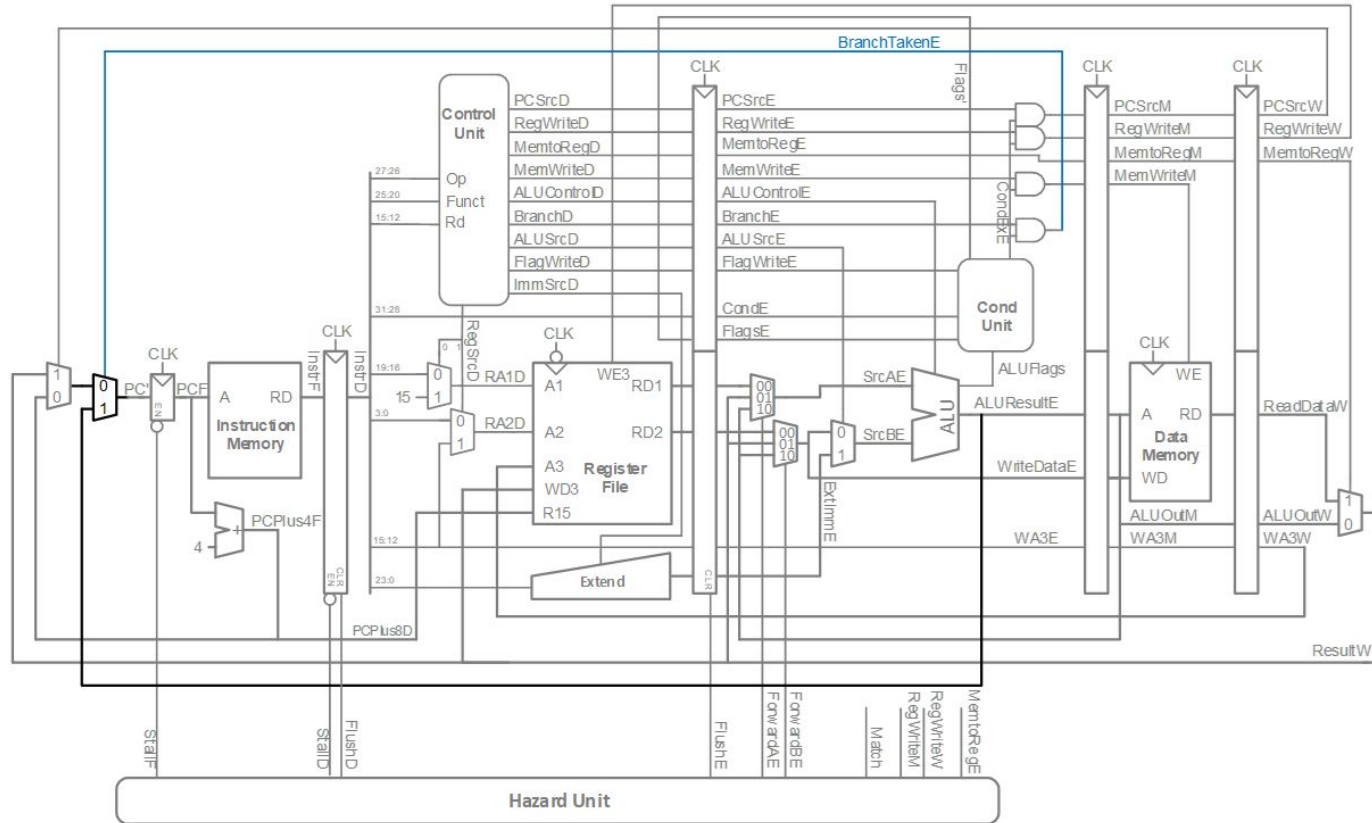 BranchTakenE
CLK
CLK
CLK
Flags'
Control
Unit
PCSrcD
RegWriteD
MemtoRegD
MemWriteD
ALUControlD
BranchD
ALUSrcD
FlagWriteD
ImmSrcD
PCSrcE
RegWriteE
MemtoRegE
MemWriteE
ALUControlE
BranchE
ALUSrcE
FlagWriteE
CondE
FlagsE
PCSrcM
RegWriteM
MemtoRegM
MemWriteM
PCSrcW
RegWriteW
MemtoRegW
27:26
Op
25:20
Funct
15:12
Rd
CondExE
Cond
Unit
31:28
RegSrcD
0 1
CLK
CLK
CLK
CLK
1
0
0
1
PC'
EN
PCF
A
RD
Instruction
Memory
InstrF
InstrD
19:16
15
0
1
RA1D
3:0
0
1
RA2D
A1
WE3
RD1
A2
RD2
A3
WD3
R15
Register
File
00
01
10
00
01
10
0
1
SrcAE
SrcBE
ALU
ALUFlags
ALUResultE
WriteDataE
ExtImmE
WE
A
RD
Data
Memory
WD
ReadDataW
1
0
ALUOutM
ALUOutW
PCPlus4F
4
+
15:12
WA3E
WA3M
WA3W
EN
CLR
23:0
Extend
CLR
PCPlus8D
ResultW
StallF
StallD
FlushD
FlushE
ForwardAE
ForwardBE
Match
RegWriteM
RegWriteW
MemtoRegE
Hazard Unit